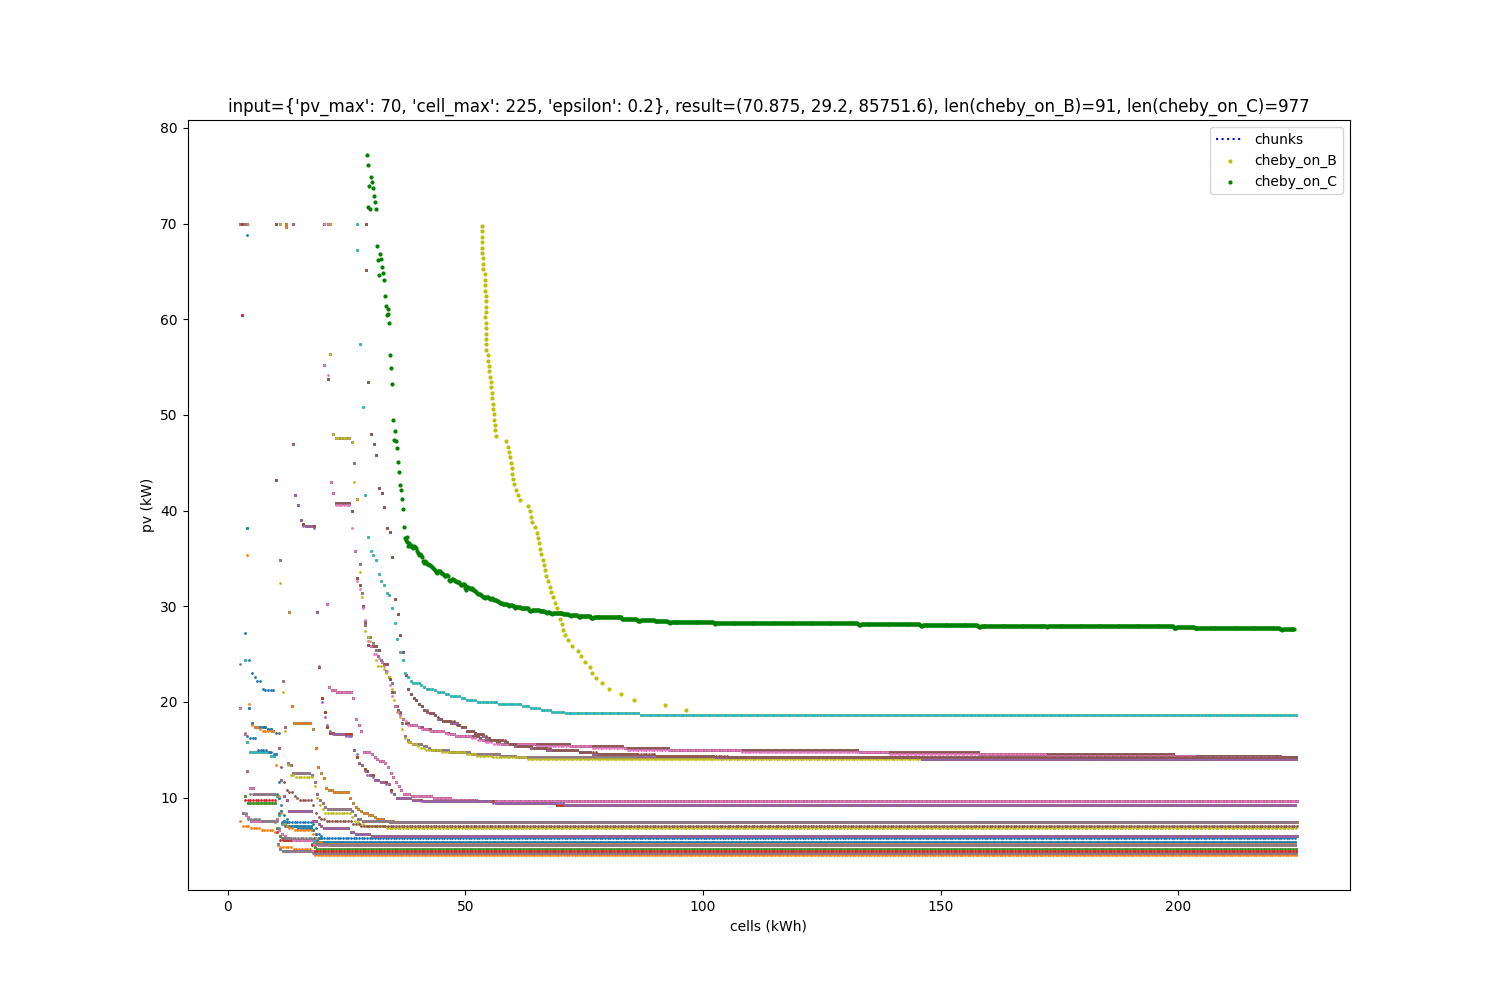 input={'pv_max': 70, 'cell_max': 225, 'epsilon': 0.2}, result=(70.875, 29.2, 85751.6), len(cheby_on_B)=91, len(cheby_on_C)=977
chunks
cheby_on_B
cheby_on_C
80
70
60
50
40
30
20
10
pv (kW)
0
50
100
150
200
cells (kWh)